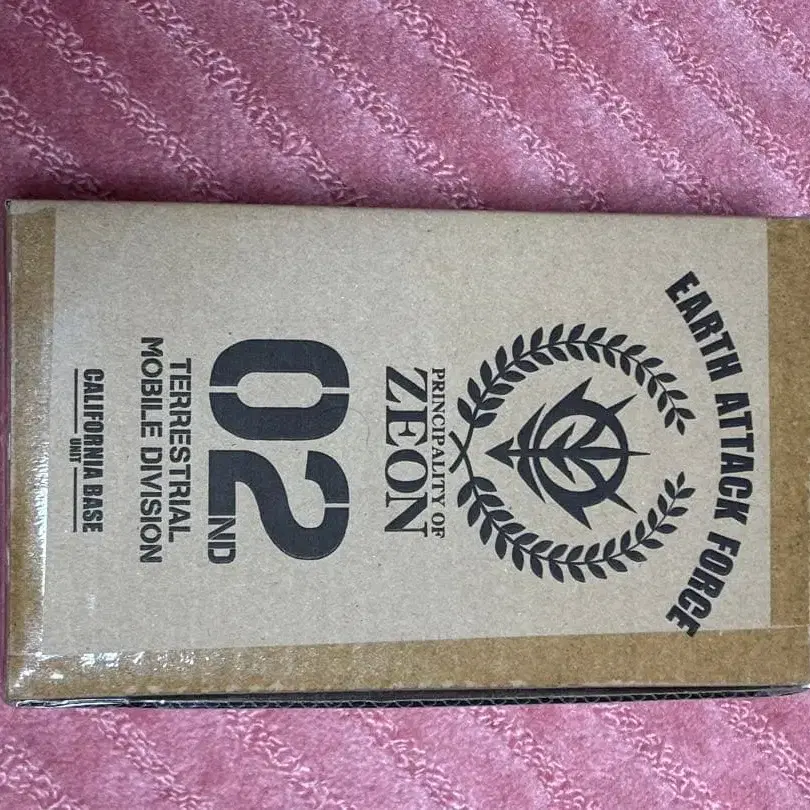 EARTH ATTACK FORCE
PRINCIPALITY OF
ZEON
02ND
TERRESTRIAL
MOBILE DIVISION
CALIFORNIA BASE
UNIT